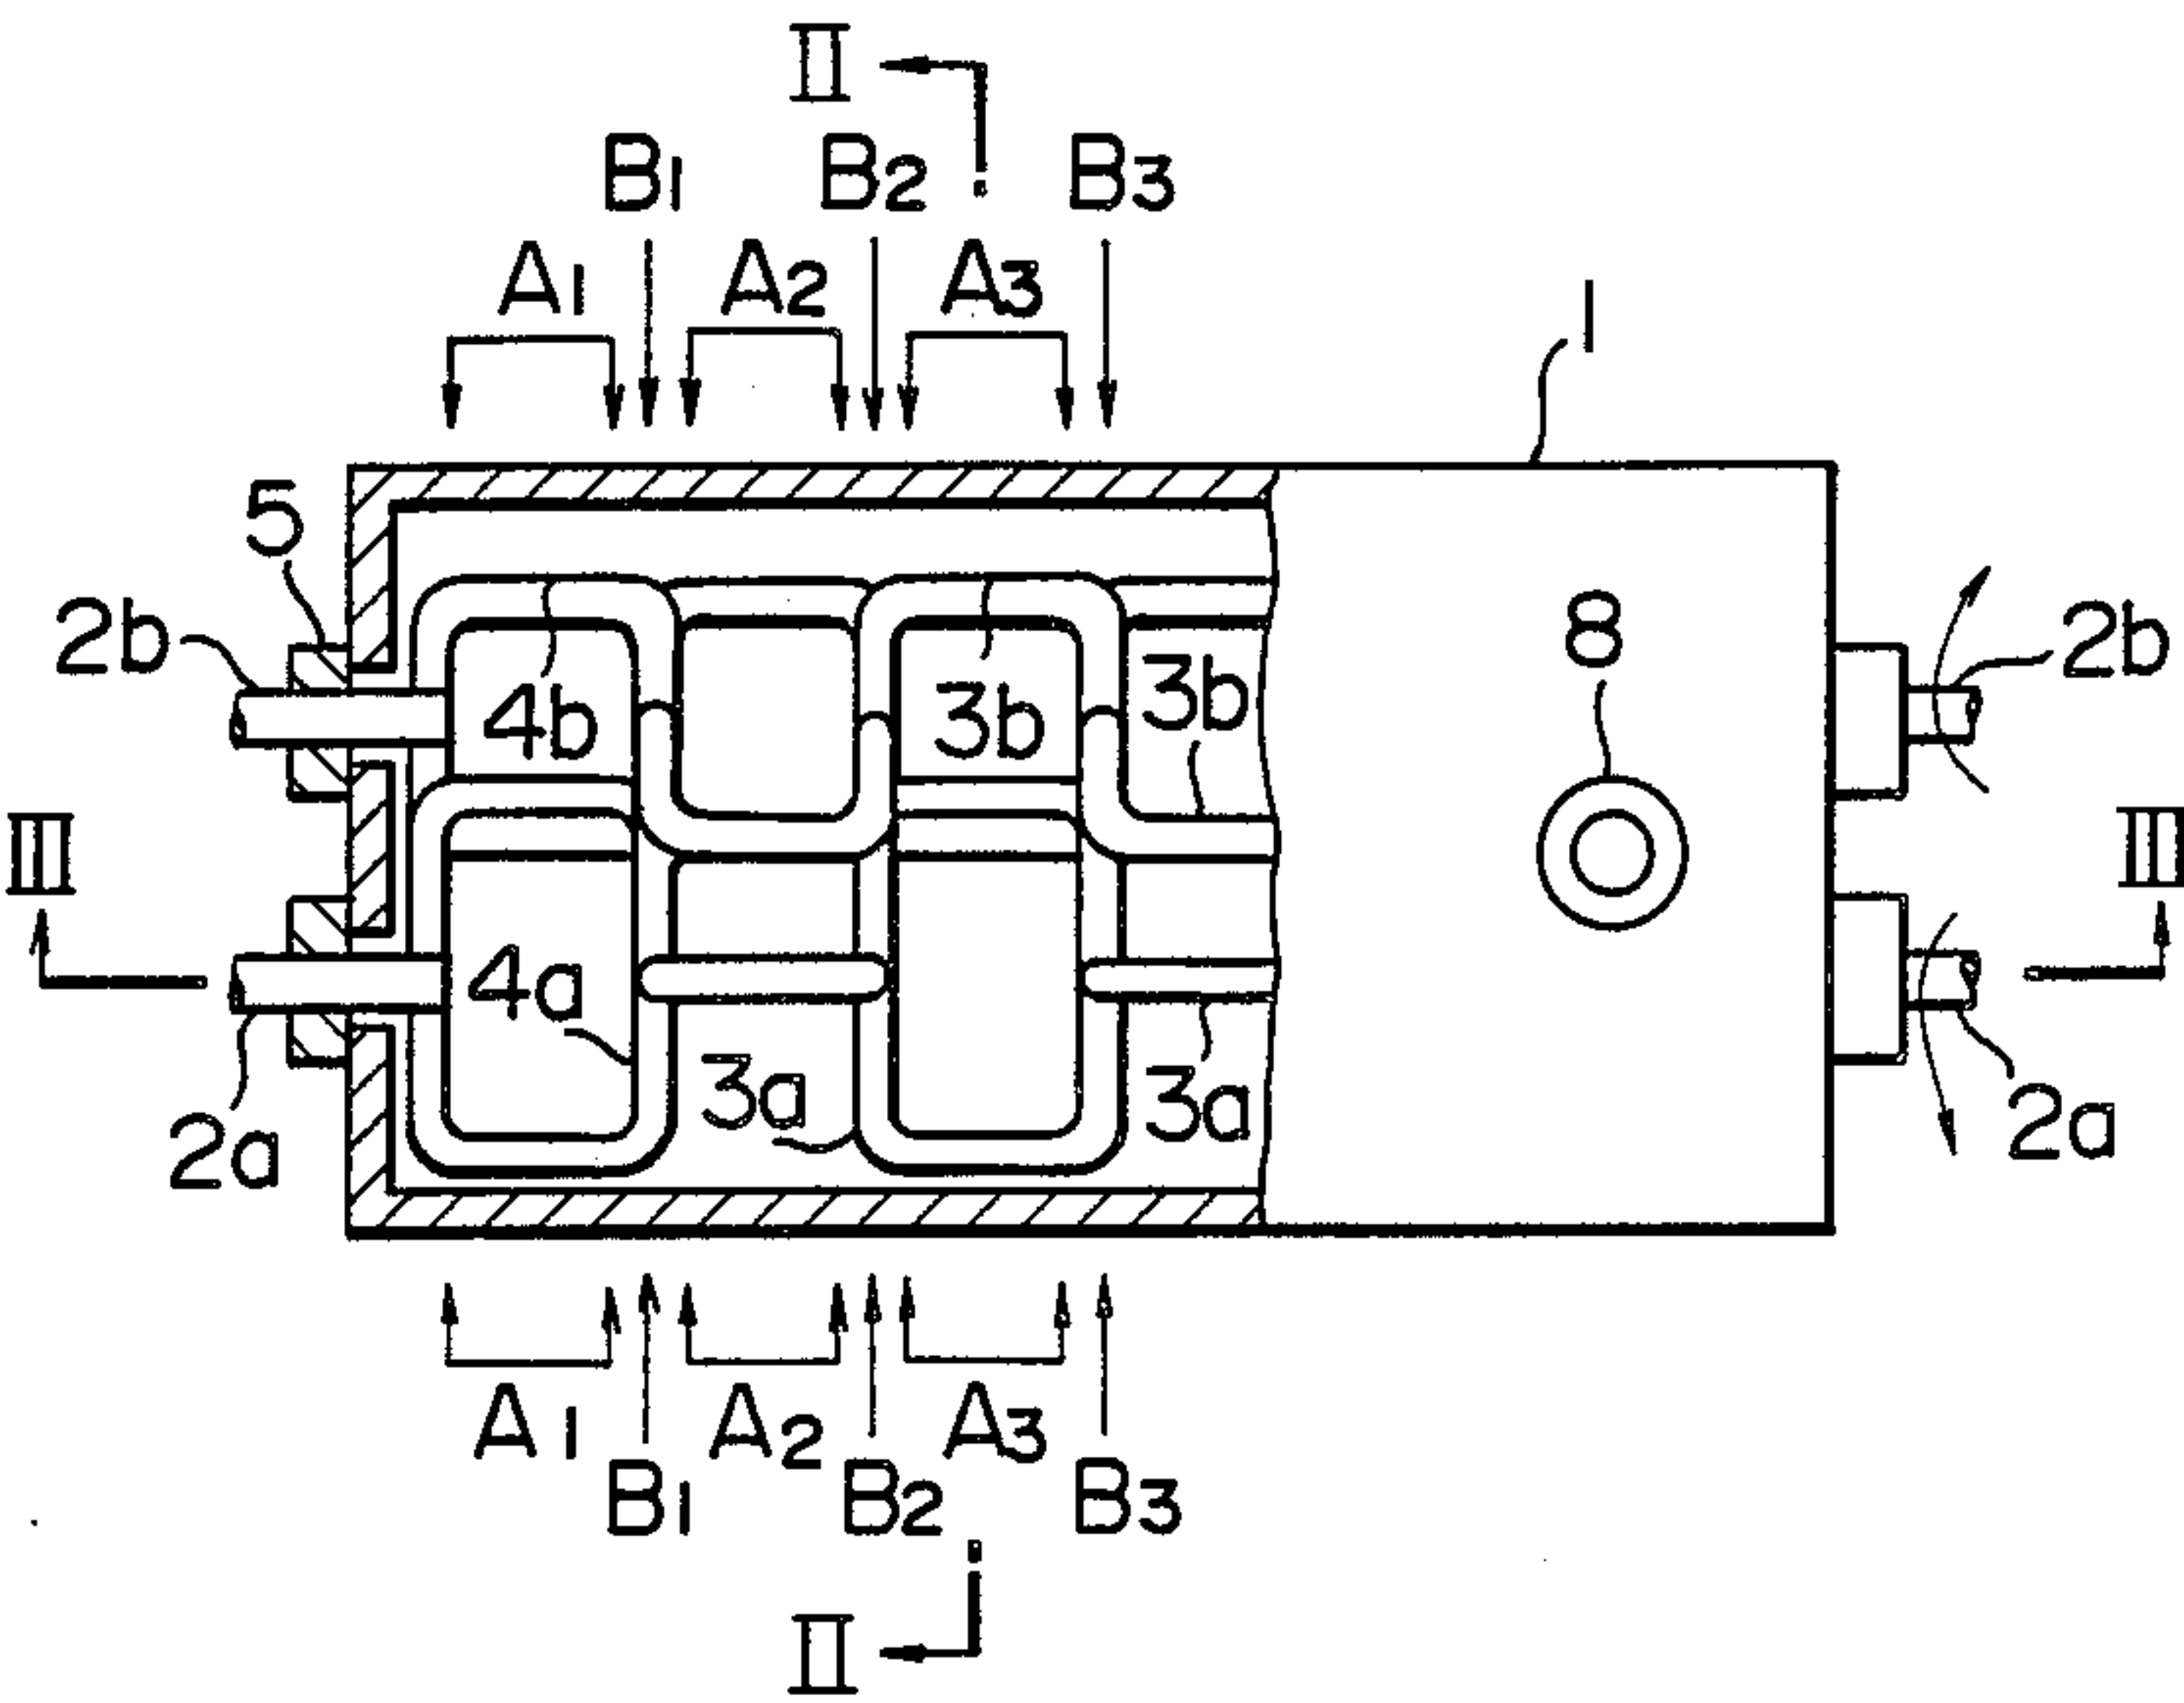 II
B1 B2 B3
A1 A2 A3
1
5
2b 8 2b
4b 3b 3b
III III
4a
3a 3a
2a 2a
A1 A2 A3
B1 B2 B3
II